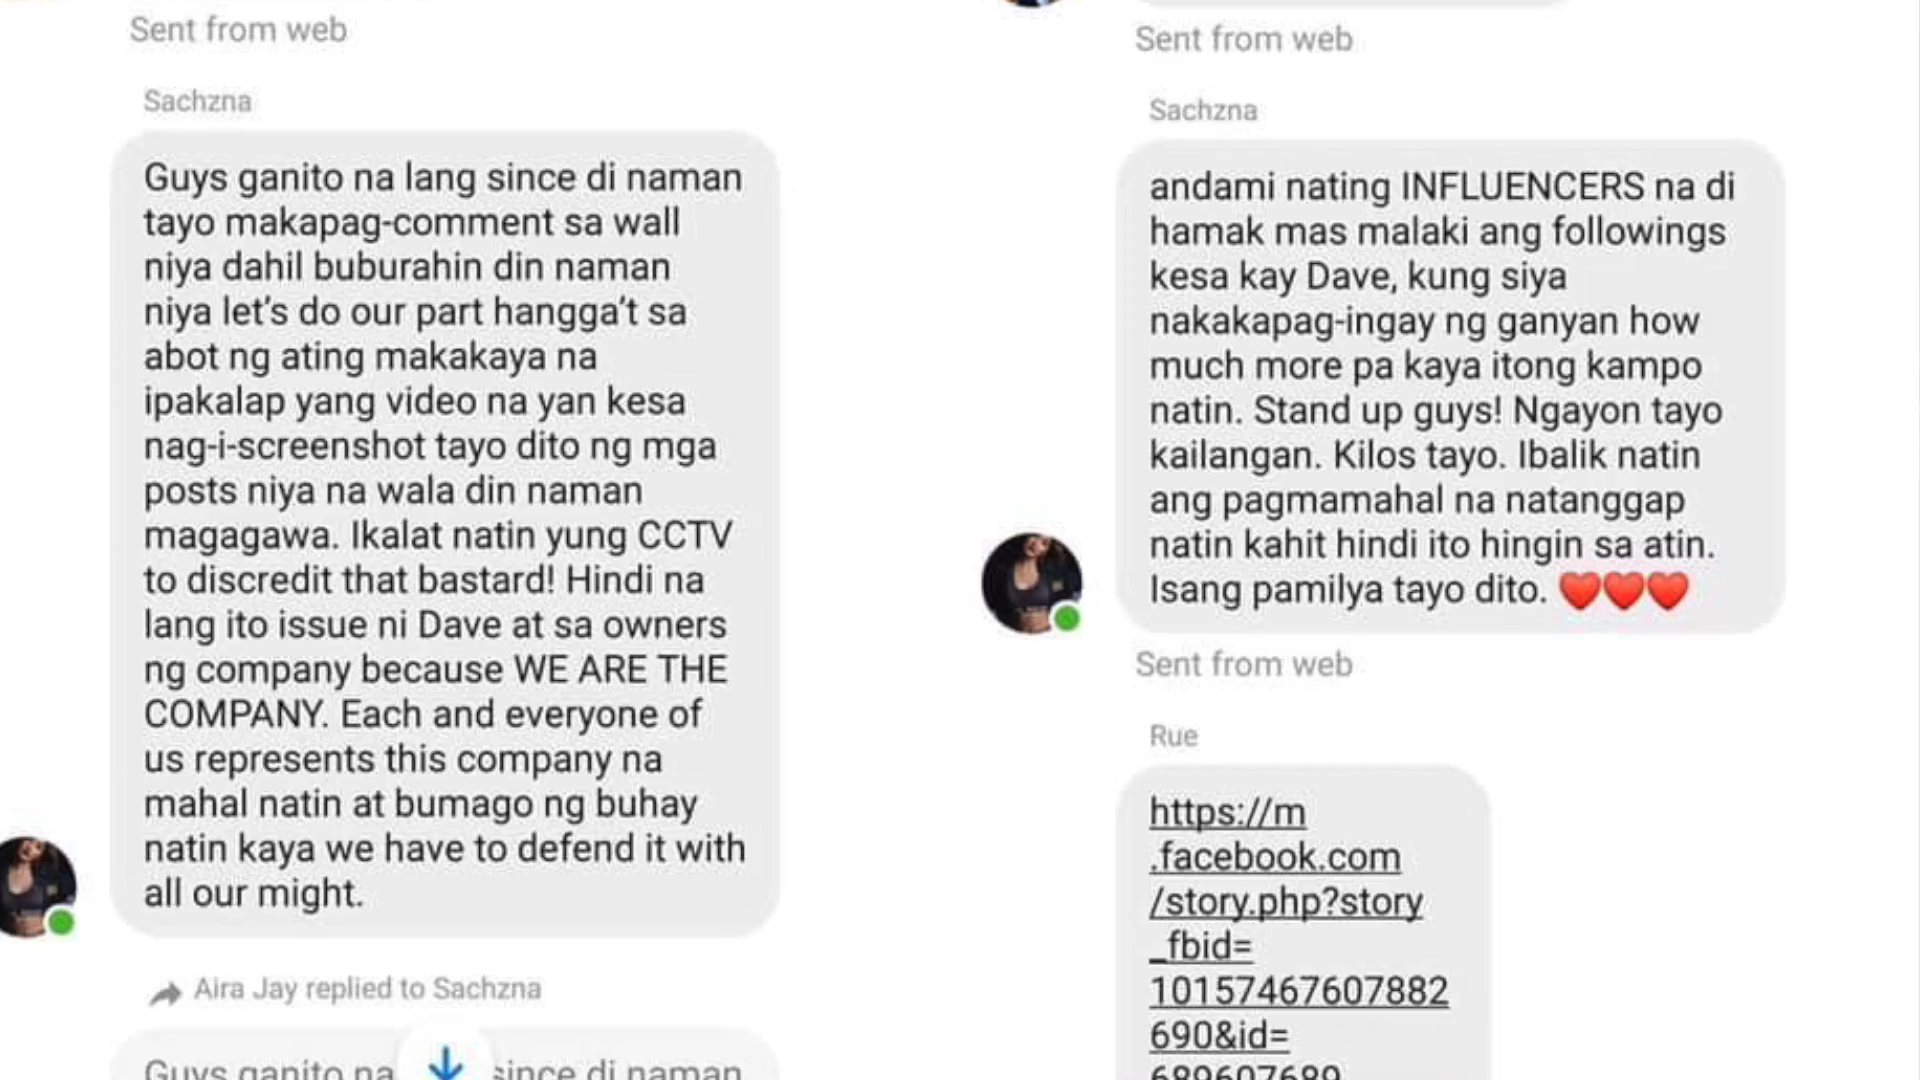 Sent from web
Sachzna
Guys ganito na lang since di naman
tayo makapag-comment sa wall
niya dahil buburahin din naman
niya let's do our part hangga't sa
abot ng ating makakaya na
ipakalap yang video na yan kesa
nag-i-screenshot tayo dito ng mga
posts niya na wala din naman
magagawa. Ikalat natin yung CCTV
to discredit that bastard! Hindi na
lang ito issue ni Dave at sa owners
ng company because WE ARE THE
COMPANY. Each and everyone of
us represents this company na
mahal natin at bumago ng buhay
natin kaya we have to defend it with
all our might.
Aira Jay replied to Sachzna
Guys ganito na since di naman
Sent from web
Sachzna
andami nating INFLUENCERS na di
hamak mas malaki ang followings
kesa kay Dave, kung siya
nakakapag-ingay ng ganyan how
much more pa kaya itong kampo
natin. Stand up guys! Ngayon tayo
kailangan. Kilos tayo. Ibalik natin
ang pagmamahal na natanggap
natin kahit hindi ito hingin sa atin.
Isang pamilya tayo dito. ❤️❤️❤️
Sent from web
Rue
https://m
.facebook.com
/story.php?story
_fbid=
10157467607882
690&id=
689607689